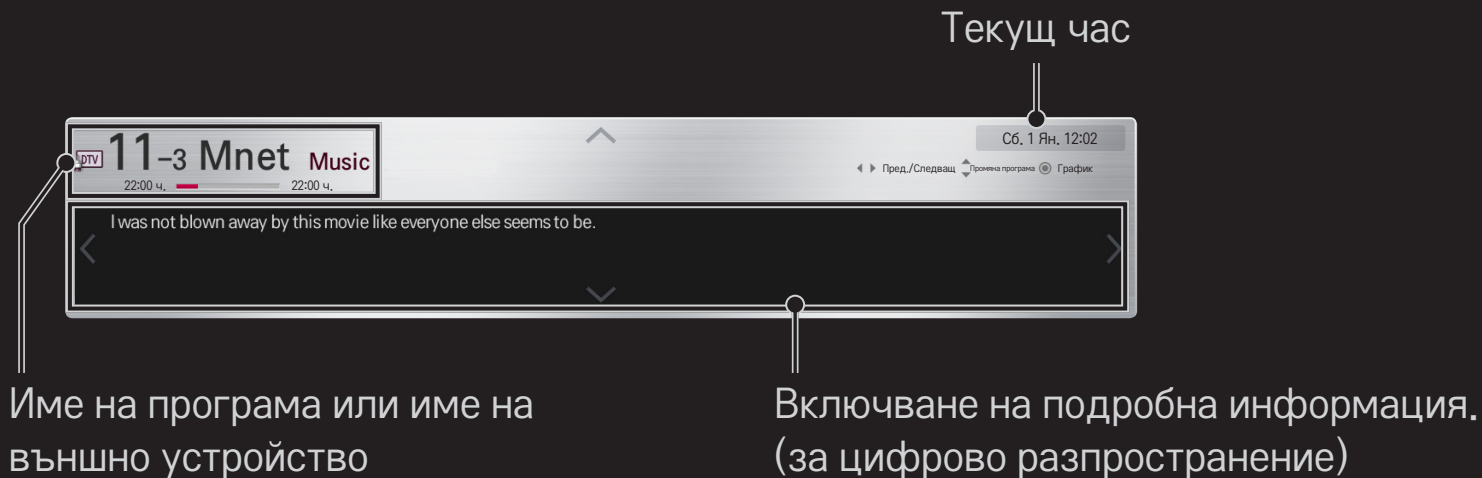 Текущ час
DTV 11-3 Mnet Music
22:00 ч. 22:00 ч.
Сб. 1 Ян. 12:02
Пред./Следващ Промяна програма График
I was not blown away by this movie like everyone else seems to be.
Име на програма или име на
външно устройство
Включване на подробна информация.
(за цифрово разпространение)